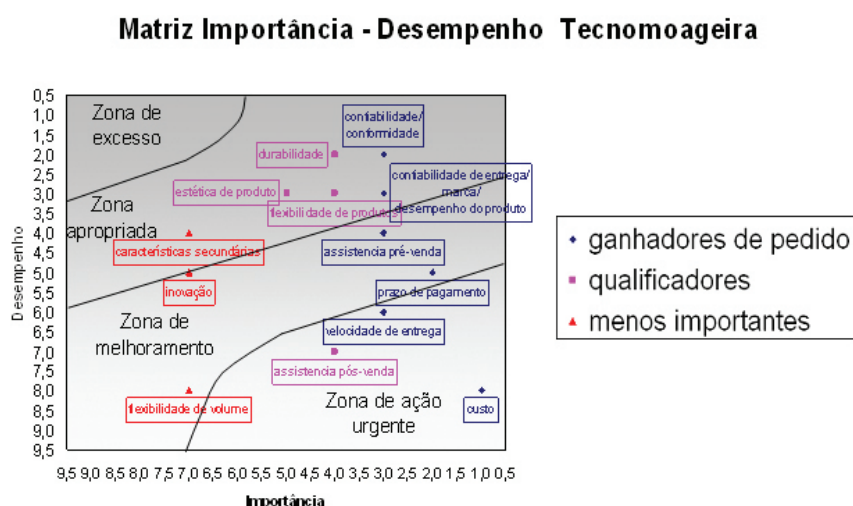 Matriz Importância - Desempenho Tecnomoageira
Desempenho
0,5
1,0
1,5
2,0
2,5
3,0
3,5
4,0
4,5
5,0
5,5
6,0
6,5
7,0
7,5
8,0
8,5
9,0
9,5
Zona de
excesso
confiabilidade/
conformidade
durabilidade
confiabilidade de entrega/
marca/
desempenho do produto
estética de produto
flexibilidade de produtos
Zona
apropriada
características secundárias
assistencia pré-venda
inovação
prazo de pagamento
Zona de
melhoramento
velocidade de entrega
assistencia pós-venda
flexibilidade de volume
Zona de ação
urgente
custo
9,5 9,0 8,5 8,0 7,5 7,0 6,5 6,0 5,5 5,0 4,5 4,0 3,5 3,0 2,5 2,0 1,5 1,0 0,5
Importância
ganhadores de pedido
qualificadores
menos importantes